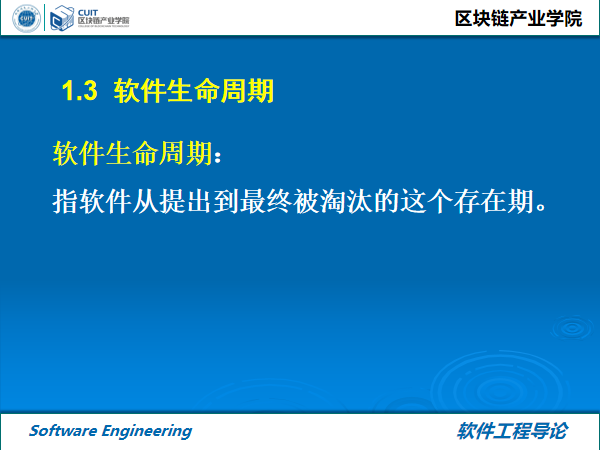 CUIT
区块链产业学院
区块链产业学院
1.3 软件生命周期
软件生命周期：
指软件从提出到最终被淘汰的这个存在期。
Software Engineering
软件工程导论